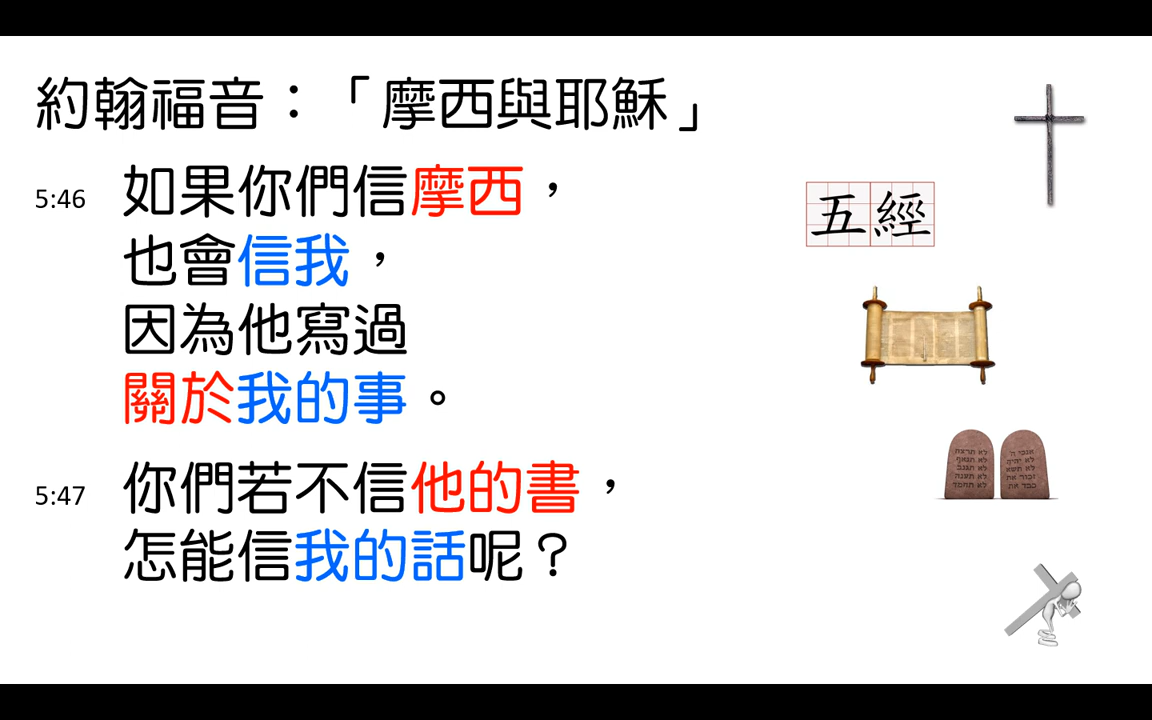 約翰福音：「摩西與耶穌」
5:46 如果你們信摩西，
也會信我，
因為他寫過
關於我的事。
5:47 你們若不信他的書，
怎能信我的話呢？
五經